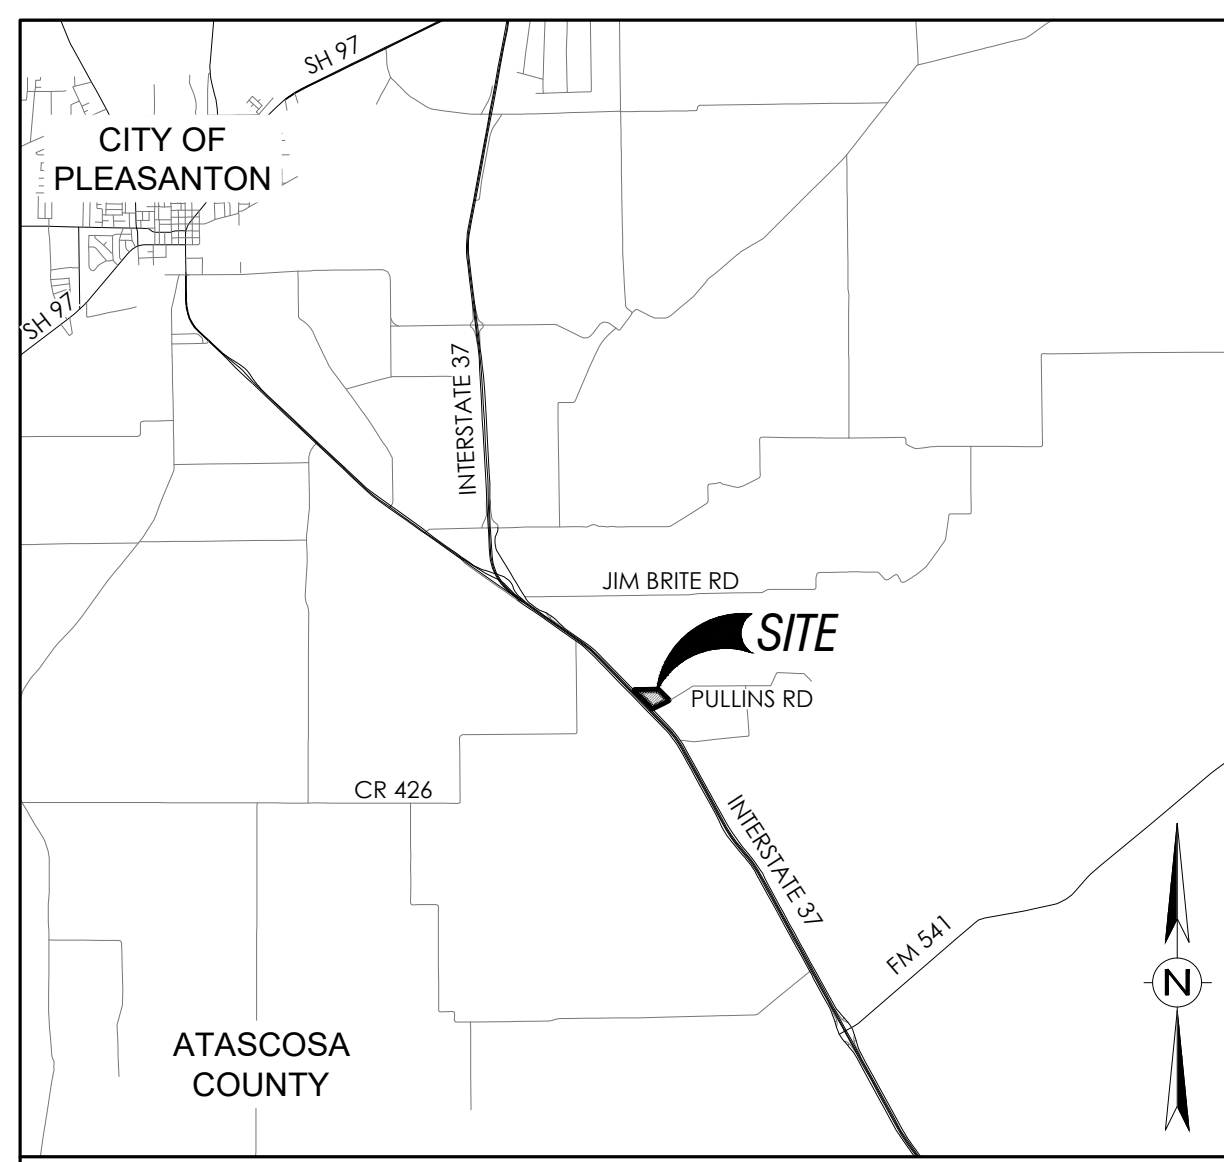 SH 97
CITY OF
PLEASANTON
SH 97
INTERSTATE 37
JIM BRITE RD
SITE
PULLINS RD
CR 426
INTERSTATE 37
FM 541
N
ATASCOSA
COUNTY